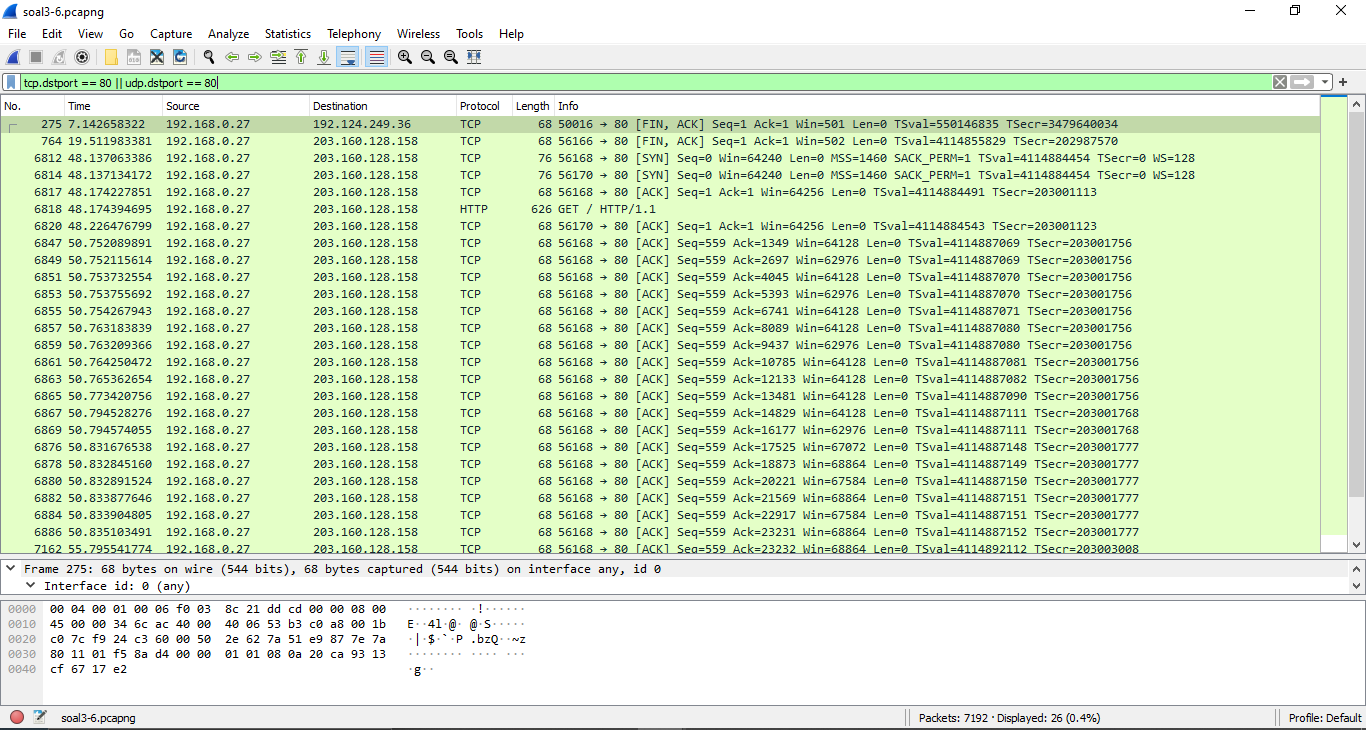 soal3-6.pcapng
File Edit View Go Capture Analyze Statistics Telephony Wireless Tools Help
tcp.dstport == 80 || udp.dstport == 80
No. Time Source Destination Protocol Length Info
275 7.142658322 192.168.0.27 192.124.249.36 TCP 68 50016 → 80 [FIN, ACK] Seq=1 Ack=1 Win=501 Len=0 TSval=550146835 TSecr=3479640034
764 19.511983381 192.168.0.27 203.160.128.158 TCP 68 56166 → 80 [FIN, ACK] Seq=1 Ack=1 Win=502 Len=0 TSval=4114855829 TSecr=202987570
6812 48.137063386 192.168.0.27 203.160.128.158 TCP 76 56168 → 80 [SYN] Seq=0 Win=64240 Len=0 MSS=1460 SACK_PERM=1 TSval=4114884454 TSecr=0 WS=128
6814 48.137134172 192.168.0.27 203.160.128.158 TCP 76 56170 → 80 [SYN] Seq=0 Win=64240 Len=0 MSS=1460 SACK_PERM=1 TSval=4114884454 TSecr=0 WS=128
6817 48.174227851 192.168.0.27 203.160.128.158 TCP 68 56168 → 80 [ACK] Seq=1 Ack=1 Win=64256 Len=0 TSval=4114884491 TSecr=203001113
6818 48.174394695 192.168.0.27 203.160.128.158 HTTP 626 GET / HTTP/1.1
6820 48.226476799 192.168.0.27 203.160.128.158 TCP 68 56170 → 80 [ACK] Seq=1 Ack=1 Win=64256 Len=0 TSval=4114884543 TSecr=203001123
6847 50.752089891 192.168.0.27 203.160.128.158 TCP 68 56168 → 80 [ACK] Seq=559 Ack=1349 Win=64128 Len=0 TSval=4114887069 TSecr=203001756
6849 50.752115614 192.168.0.27 203.160.128.158 TCP 68 56168 → 80 [ACK] Seq=559 Ack=2697 Win=62976 Len=0 TSval=4114887069 TSecr=203001756
6851 50.753732554 192.168.0.27 203.160.128.158 TCP 68 56168 → 80 [ACK] Seq=559 Ack=4045 Win=64128 Len=0 TSval=4114887070 TSecr=203001756
6853 50.753755692 192.168.0.27 203.160.128.158 TCP 68 56168 → 80 [ACK] Seq=559 Ack=5393 Win=62976 Len=0 TSval=4114887070 TSecr=203001756
6855 50.754267943 192.168.0.27 203.160.128.158 TCP 68 56168 → 80 [ACK] Seq=559 Ack=6741 Win=64128 Len=0 TSval=4114887071 TSecr=203001756
6857 50.763183839 192.168.0.27 203.160.128.158 TCP 68 56168 → 80 [ACK] Seq=559 Ack=8089 Win=64128 Len=0 TSval=4114887080 TSecr=203001756
6859 50.763209366 192.168.0.27 203.160.128.158 TCP 68 56168 → 80 [ACK] Seq=559 Ack=9437 Win=62976 Len=0 TSval=4114887080 TSecr=203001756
6861 50.764250472 192.168.0.27 203.160.128.158 TCP 68 56168 → 80 [ACK] Seq=559 Ack=10785 Win=64128 Len=0 TSval=4114887081 TSecr=203001756
6863 50.765362654 192.168.0.27 203.160.128.158 TCP 68 56168 → 80 [ACK] Seq=559 Ack=12133 Win=64128 Len=0 TSval=4114887082 TSecr=203001756
6865 50.773420756 192.168.0.27 203.160.128.158 TCP 68 56168 → 80 [ACK] Seq=559 Ack=13481 Win=64128 Len=0 TSval=4114887090 TSecr=203001756
6867 50.794528276 192.168.0.27 203.160.128.158 TCP 68 56168 → 80 [ACK] Seq=559 Ack=14829 Win=64128 Len=0 TSval=4114887111 TSecr=203001768
6869 50.794574055 192.168.0.27 203.160.128.158 TCP 68 56168 → 80 [ACK] Seq=559 Ack=16177 Win=62976 Len=0 TSval=4114887111 TSecr=203001768
6876 50.831676538 192.168.0.27 203.160.128.158 TCP 68 56168 → 80 [ACK] Seq=559 Ack=17525 Win=67072 Len=0 TSval=4114887148 TSecr=203001777
6878 50.832845160 192.168.0.27 203.160.128.158 TCP 68 56168 → 80 [ACK] Seq=559 Ack=18873 Win=68864 Len=0 TSval=4114887149 TSecr=203001777
6880 50.832891524 192.168.0.27 203.160.128.158 TCP 68 56168 → 80 [ACK] Seq=559 Ack=20221 Win=67584 Len=0 TSval=4114887150 TSecr=203001777
6882 50.833877646 192.168.0.27 203.160.128.158 TCP 68 56168 → 80 [ACK] Seq=559 Ack=21569 Win=68864 Len=0 TSval=4114887151 TSecr=203001777
6884 50.833904805 192.168.0.27 203.160.128.158 TCP 68 56168 → 80 [ACK] Seq=559 Ack=22917 Win=67584 Len=0 TSval=4114887151 TSecr=203001777
6886 50.835103491 192.168.0.27 203.160.128.158 TCP 68 56168 → 80 [ACK] Seq=559 Ack=23231 Win=68864 Len=0 TSval=4114887152 TSecr=203001777
7162 55.795541774 192.168.0.27 203.160.128.158 TCP 68 56168 → 80 [ACK] Seq=559 Ack=23232 Win=68864 Len=0 TSval=4114892112 TSecr=203003008
Frame 275: 68 bytes on wire (544 bits), 68 bytes captured (544 bits) on interface any, id 0
Interface id: 0 (any)
0000 00 04 00 01 00 06 f0 03 8c 21 dd cd 00 00 08 00 ········ ·!······
0010 45 00 00 34 6c ac 40 00 40 06 53 b3 c0 a8 00 1b E··4l·@· @·S·····
0020 c0 7c f9 24 c3 60 00 50 2e 62 7a 51 e9 87 7e 7a ·|·$·`·P .bzQ··~z
0030 80 11 01 f5 8a d4 00 00 01 01 08 0a 20 ca 93 13 ········ ···· ···
0040 cf 67 17 e2 ·g··
soal3-6.pcapng Packets: 7192 · Displayed: 26 (0.4%) Profile: Default